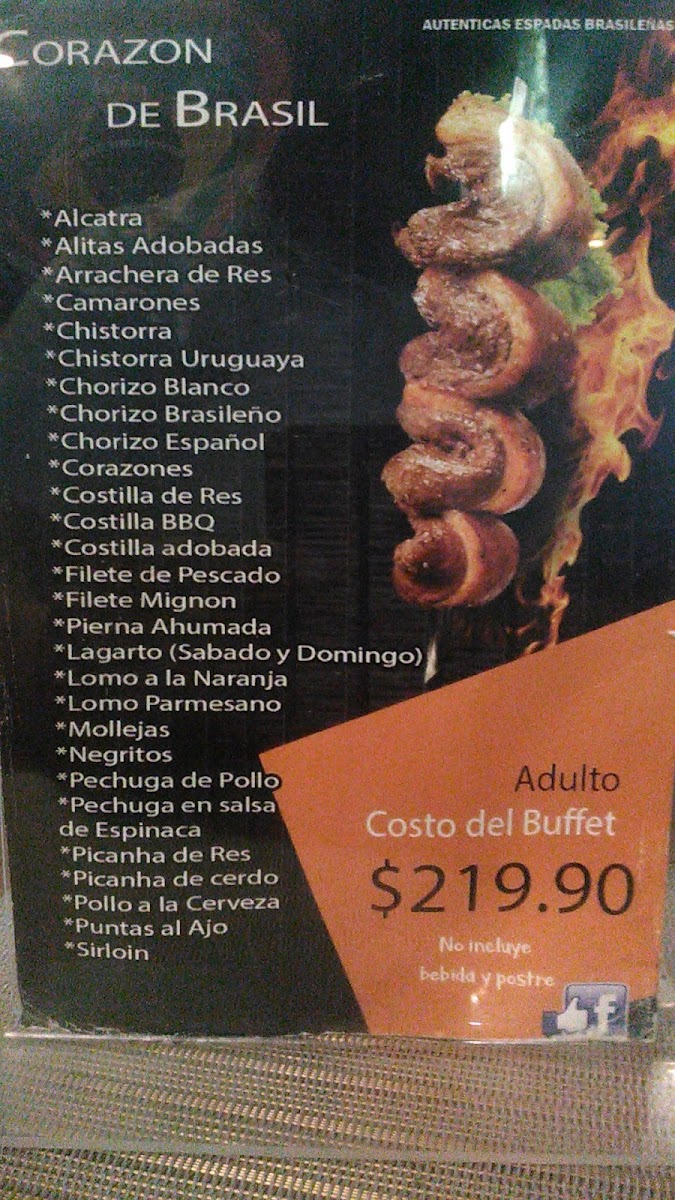 AUTENTICAS ESPADAS BRASILEÑAS
CORAZON
DE BRASIL
*Alcatra
*Alitas Adobadas
*Arrachera de Res
*Camarones
*Chistorra
*Chistorra Uruguaya
*Chorizo Blanco
*Chorizo Brasileño
*Chorizo Español
*Corazones
*Costilla de Res
*Costilla BBQ
*Costilla adobada
*Filete de Pescado
*Filete Mignon
*Pierna Ahumada
*Lagarto (Sabado y Domingo)
*Lomo a la Naranja
*Lomo Parmesano
*Mollejas
*Negritos
*Pechuga de Pollo
*Pechuga en salsa
de Espinaca
*Picanha de Res
*Picanha de cerdo
*Pollo a la Cerveza
*Puntas al Ajo
*Sirloin
Adulto
Costo del Buffet
$219.90
No incluye
bebida y postre
f